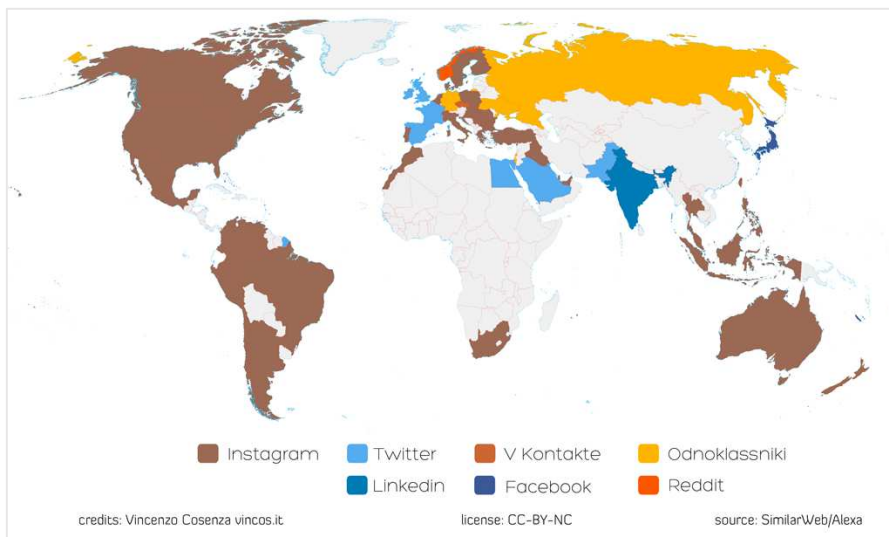 Instagram Twitter V Kontakte Odnoklassniki
Linkedin Facebook Reddit
credits: Vincenzo Cosenza vincos.it license: CC-BY-NC source: SimilarWeb/Alexa